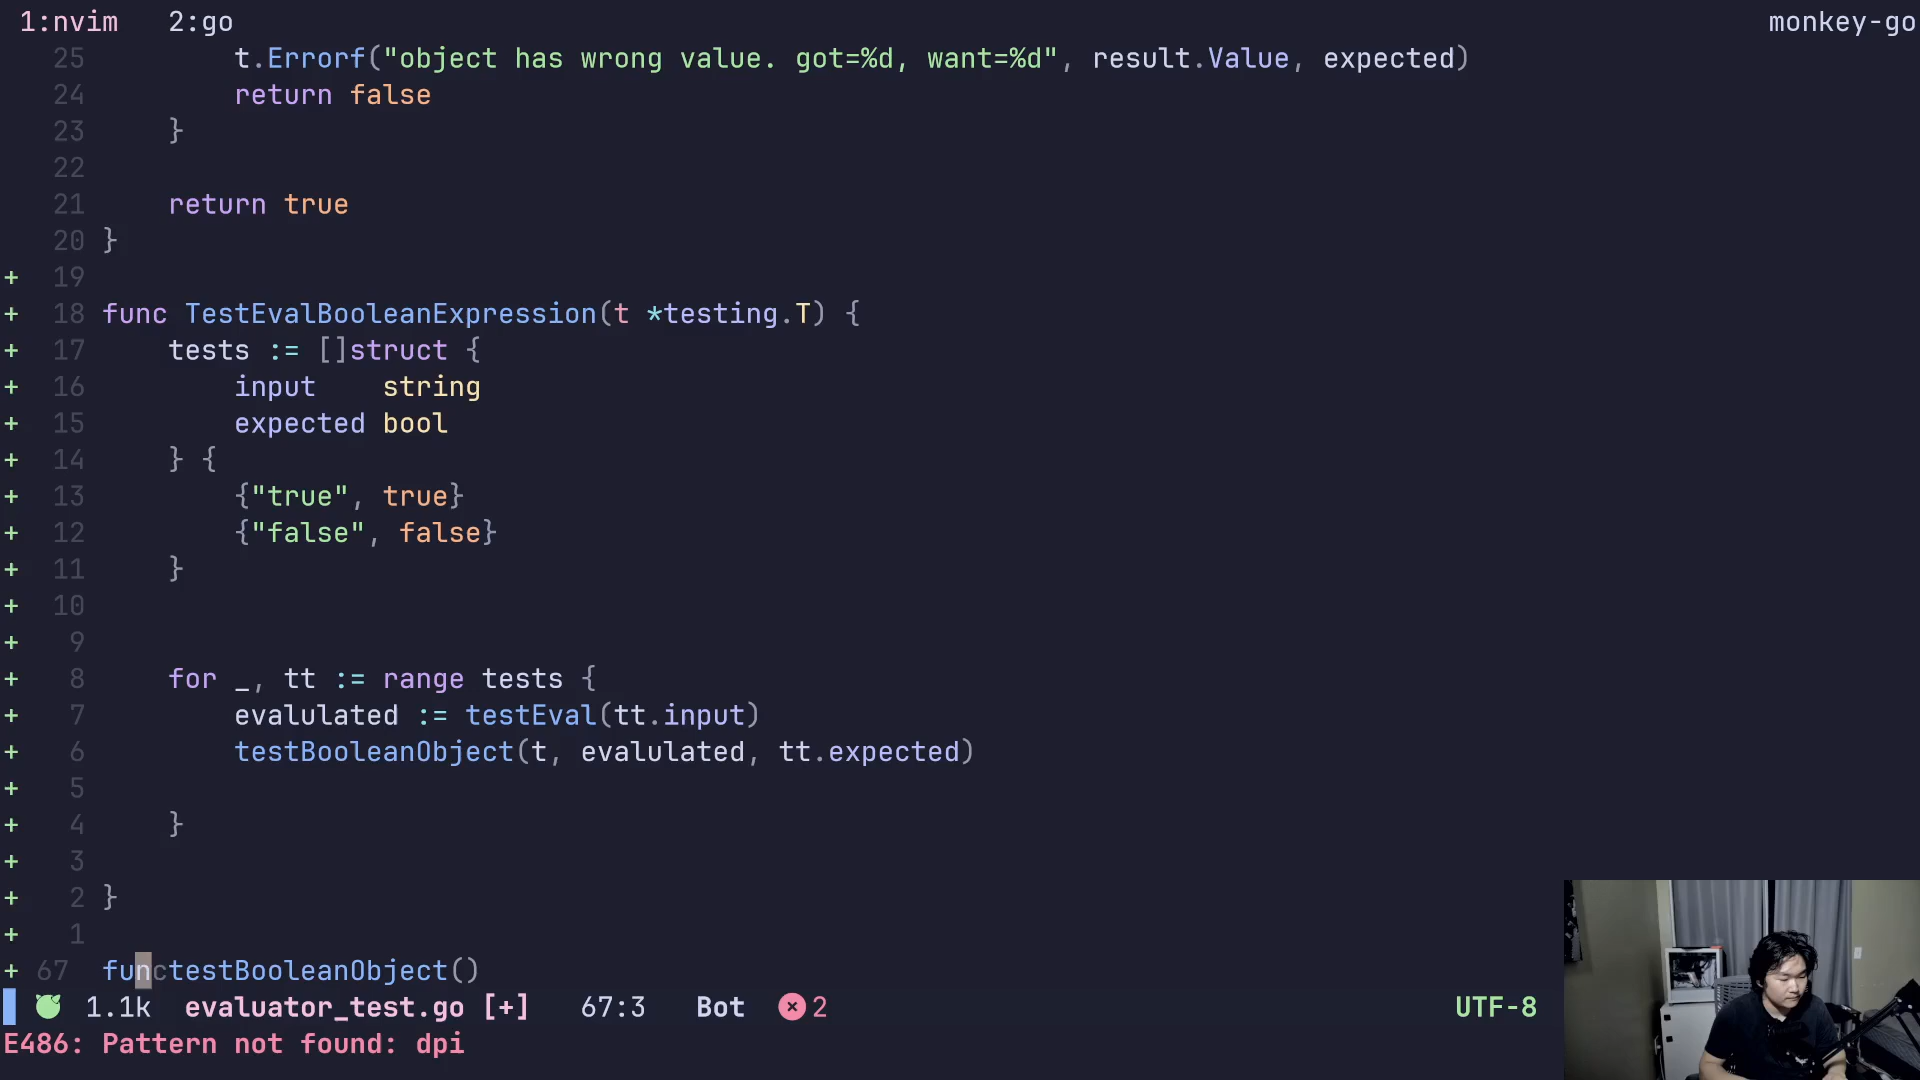 1:nvim 2:go monkey-go
25 t.Errorf("object has wrong value. got=%d, want=%d", result.Value, expected)
24 return false
23 }
22
21 return true
20 }
+ 19
+ 18 func TestEvalBooleanExpression(t *testing.T) {
+ 17 tests := []struct {
+ 16 input string
+ 15 expected bool
+ 14 } {
+ 13 {"true", true}
+ 12 {"false", false}
+ 11 }
+ 10
+ 9
+ 8 for _, tt := range tests {
+ 7 evalulated := testEval(tt.input)
+ 6 testBooleanObject(t, evalulated, tt.expected)
+ 5
+ 4 }
+ 3
+ 2 }
+ 1
+ 67 functestBooleanObject()
1.1k evaluator_test.go [+] 67:3 Bot 2 UTF-8
E486: Pattern not found: dpi